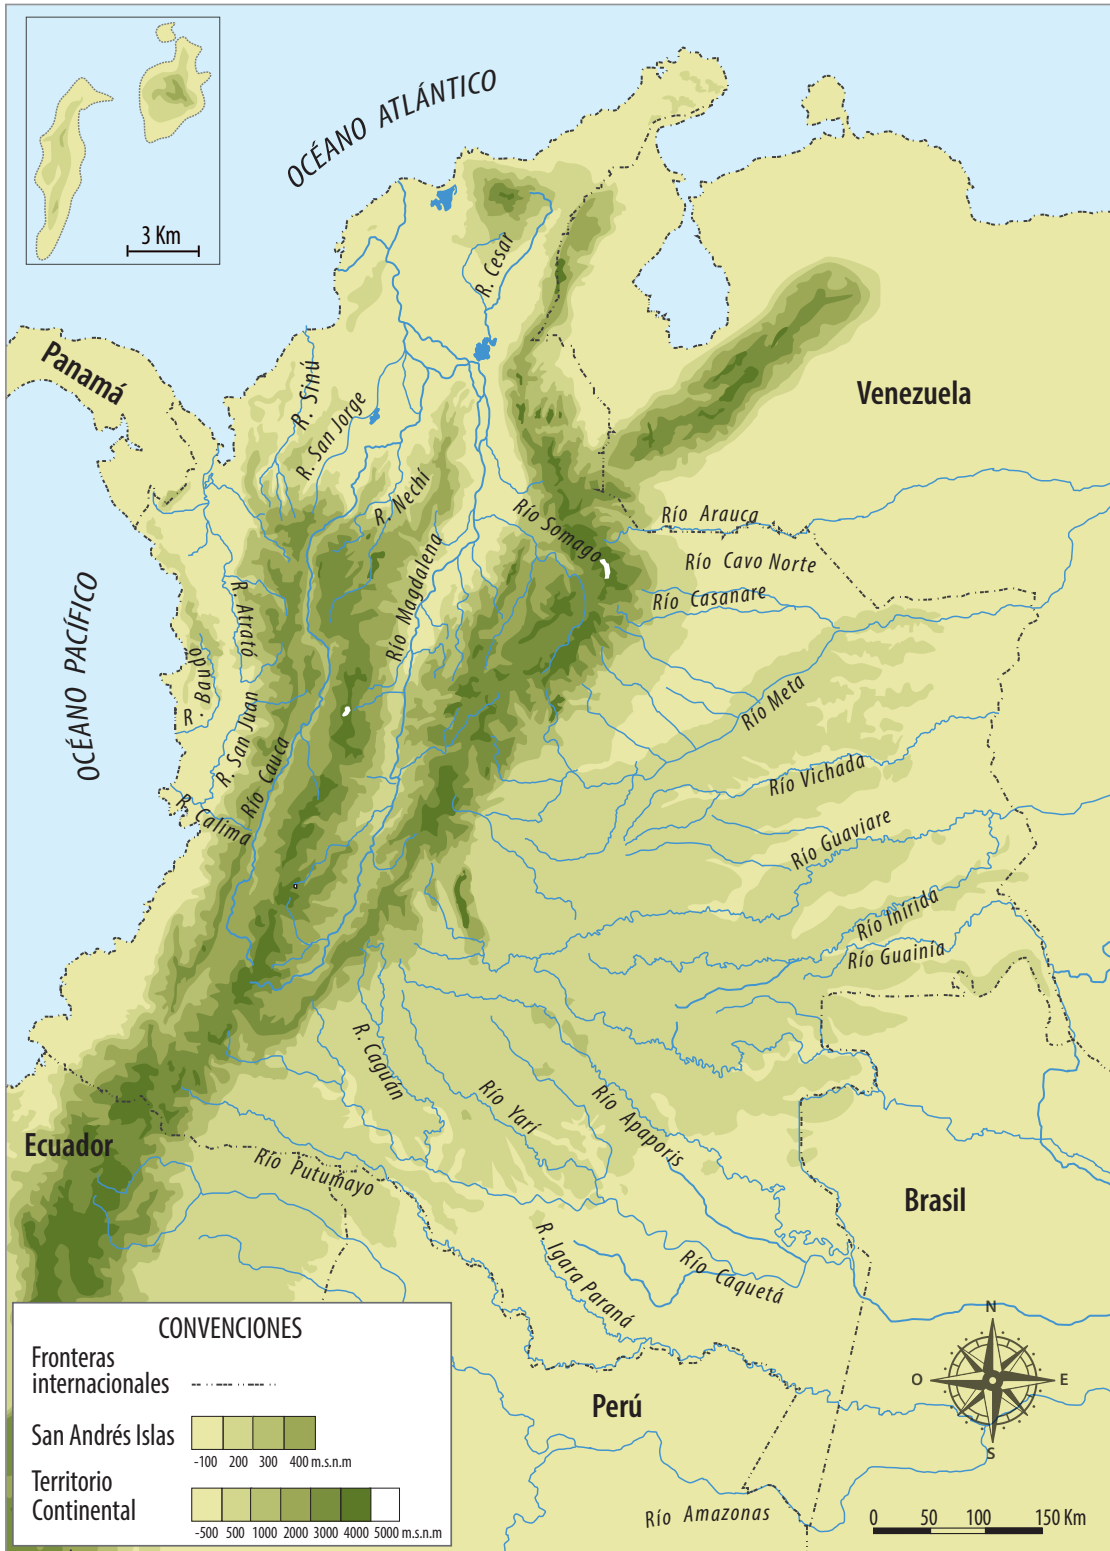 OCÉANO ATLÁNTICO
3 Km
R. Cesar
Panamá
Venezuela
R. Sinú
R. San Jorge
R. Nechí
Río Somago
Río Arauca
Río Cavo Norte
Río Casanare
Río Magdalena
OCÉANO PACÍFICO
R. Atrató
R. Baudo
R. San Juan
Río Cauca
R. Calima
Río Meta
Río Vichada
Río Guaviare
Río Inírida
Río Guainía
R. Caguán
Río Yarí
Río Apaporis
Ecuador
Río Putumayo
Brasil
R. Igara Paraná
Río Caquetá
Perú
Río Amazonas
N
O
E
S
0 50 100 150 Km
CONVENCIONES
Fronteras
internacionales
San Andrés Islas
-100 200 300 400 m.s.n.m
Territorio
Continental
-500 500 1000 2000 3000 4000 5000 m.s.n.m